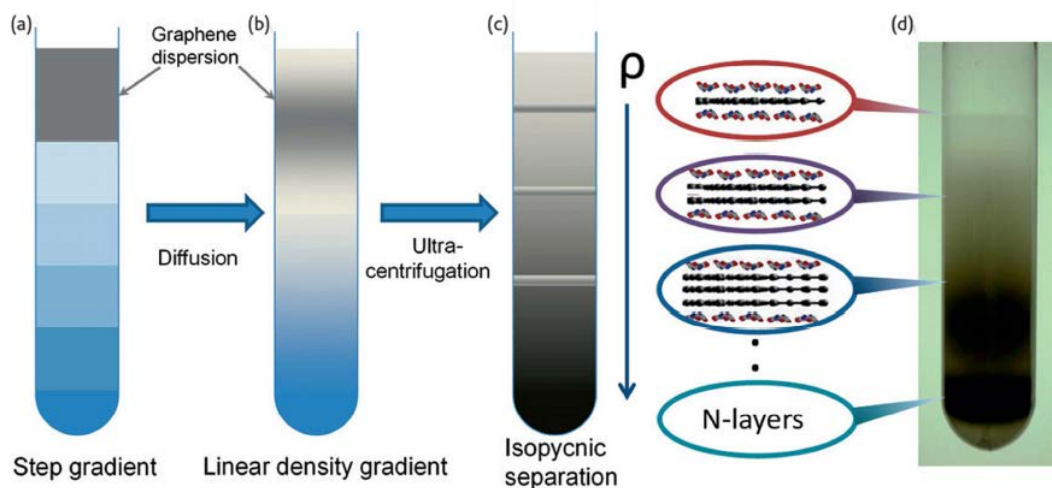 (a)
Graphene
dispersion
(b)
(c)
ρ
(d)
Diffusion
Ultra-
centrifugation
N-layers
Step gradient
Linear density gradient
Isopycnic
separation